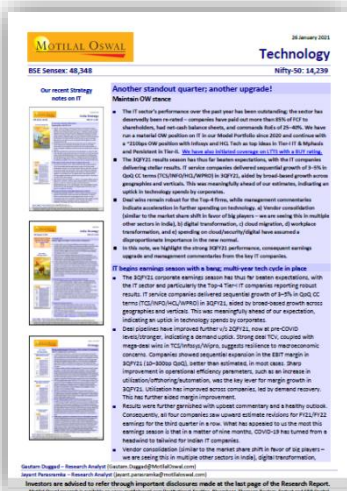 26 January 2021
MOTILAL OSWAL
Technology
BSE Sensex: 48,348
Nifty-50: 14,239
Our recent Strategy
notes on IT
Another standout quarter; another upgrade!
Maintain OW stance
The IT sector's performance over the past year has been outstanding; the sector has
deservedly been re-rated – companies have paid out more than 85% of FCF to
shareholders, had net-cash balance sheets, and commands RoEs of 25–40%. We have
run a material OW position on IT in our Model Portfolio since 2020 and continue with
a ~210bps OW position with Infosys and HCL Tech as top ideas in Tier-I IT & Mphasis
and Persistent in Tier-II. We have also initiated coverage on LTTS with a BUY rating.
The 3QFY21 results season has thus far beaten expectations, with the IT companies
delivering stellar results. IT service companies delivered sequential growth of 3–5% in
QoQ CC terms (TCS/INFO/HCL/WPRO) in 3QFY21, aided by broad-based growth across
geographies and verticals. This was meaningfully ahead of our estimates, indicating an
uptick in technology spends by corporates.
Deal wins remain robust for the Top-4 firms, while management commentaries
indicate acceleration in further spending on technology. a) Vendor consolidation
(similar to the market share shift in favor of big players – we are seeing this in multiple
other sectors in India), b) digital transformation, c) cloud migration, d) workplace
transformation, and e) spending on cloud/security/digital have assumed a
disproportionate importance in the new normal.
In this note, we highlight the strong 3QFY21 performance, consequent earnings
upgrade and management commentaries from the key IT companies.
IT begins earnings season with a bang; multi-year tech cycle in place
The 3QFY21 corporate earnings season has thus far beaten expectations, with
the IT sector and particularly the Top-4 Tier-I IT companies reporting robust
results. IT service companies delivered sequential growth of 3–5% in QoQ CC
terms (TCS/INFO/HCL/WPRO) in 3QFY21, aided by broad-based growth across
geographies and verticals. This was meaningfully ahead of our expectation,
indicating an uptick in technology spends by corporates.
Deal pipelines have improved further v/s 2QFY21, now at pre-COVID
levels/stronger, indicating a demand uptick. Strong deal TCV, coupled with
mega-deal wins in TCS/Infosys/Wipro, suggests resilience to macroeconomic
concerns. Companies showed sequential expansion in the EBIT margin in
3QFY21 (10–300bp QoQ), better than estimates, in most cases. Sharp
improvement in operational efficiency parameters, such as an increase in
utilization/offshoring/automation, was the key lever for margin growth in
3QFY21. Utilization has improved across companies, led by demand recovery.
This has further aided margin improvement.
Results were further garnished with upbeat commentary and a healthy outlook.
Consequently, all four companies saw upward estimate revisions for FY21/FY22
earnings for the third quarter in a row. What has appealed to us the most this
earnings season is that in a matter of nine months, COVID-19 has turned from a
headwind to tailwind for Indian IT companies.
Vendor consolidation (similar to the market share shift in favor of big players –
we are seeing this in multiple other sectors in India), digital transformation,
Gautam Duggad – Research Analyst (Gautam.Duggad@MotilalOswal.com)
Jayant Parasramka – Research Analyst (jayant.parasramka@motilaloswal.com)
Investors are advised to refer through important disclosures made at the last page of the Research Report.